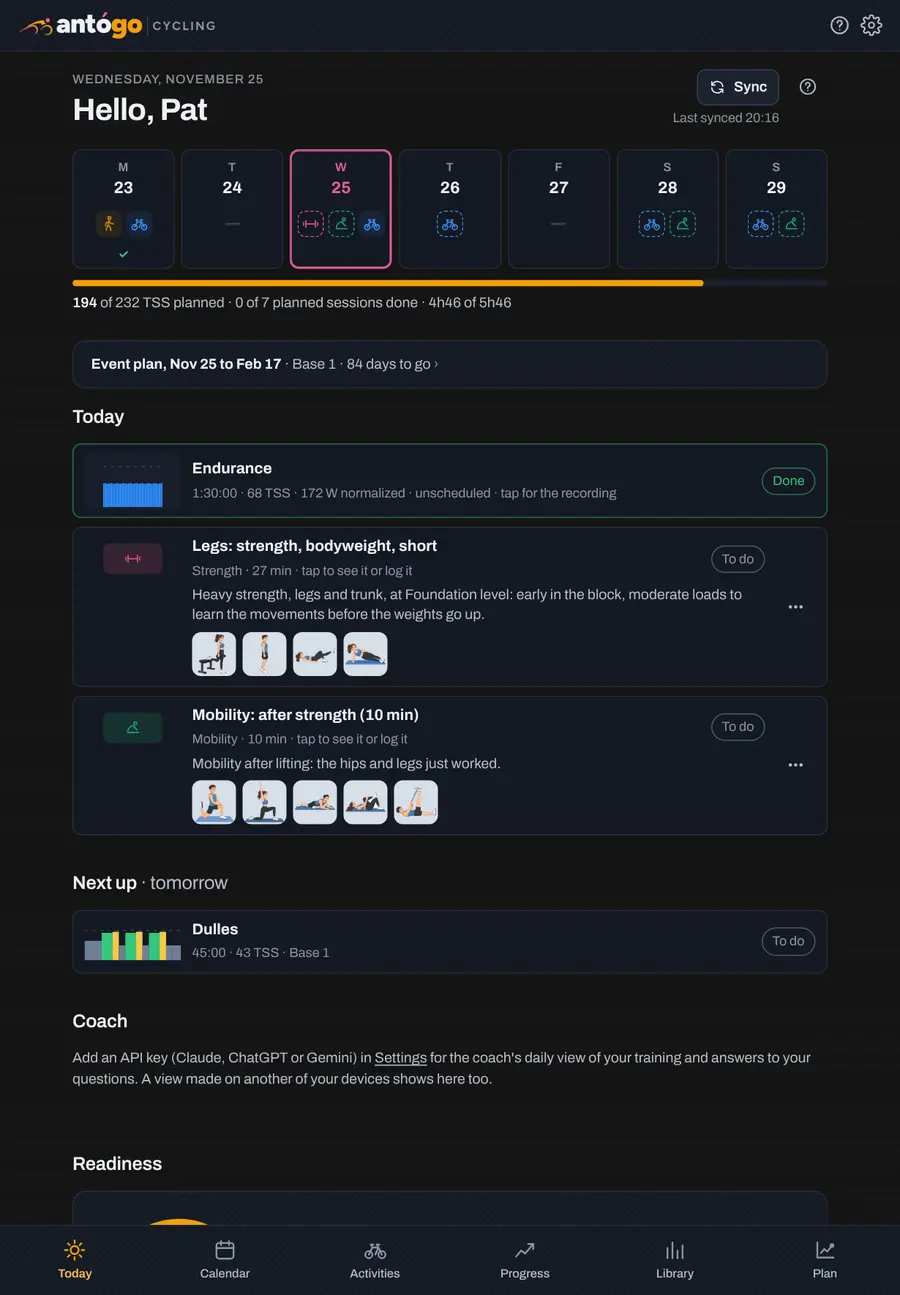 antógo CYCLING
WEDNESDAY, NOVEMBER 25
Hello, Pat
Sync
Last synced 20:16
M T W T F S S
23 24 25 26 27 28 29
194 of 232 TSS planned · 0 of 7 planned sessions done · 4h46 of 5h46
Event plan, Nov 25 to Feb 17 · Base 1 · 84 days to go ›
Today
Endurance
1:30:00 · 68 TSS · 172 W normalized · unscheduled · tap for the recording
Done
Legs: strength, bodyweight, short
To do
Strength · 27 min · tap to see it or log it
Heavy strength, legs and trunk, at Foundation level: early in the block, moderate loads to
learn the movements before the weights go up.
Mobility: after strength (10 min)
To do
Mobility · 10 min · tap to see it or log it
Mobility after lifting: the hips and legs just worked.
Next up · tomorrow
Dulles
45:00 · 43 TSS · Base 1
To do
Coach
Add an API key (Claude, ChatGPT or Gemini) in Settings for the coach's daily view of your training and answers to your
questions. A view made on another of your devices shows here too.
Readiness
Today Calendar Activities Progress Library Plan